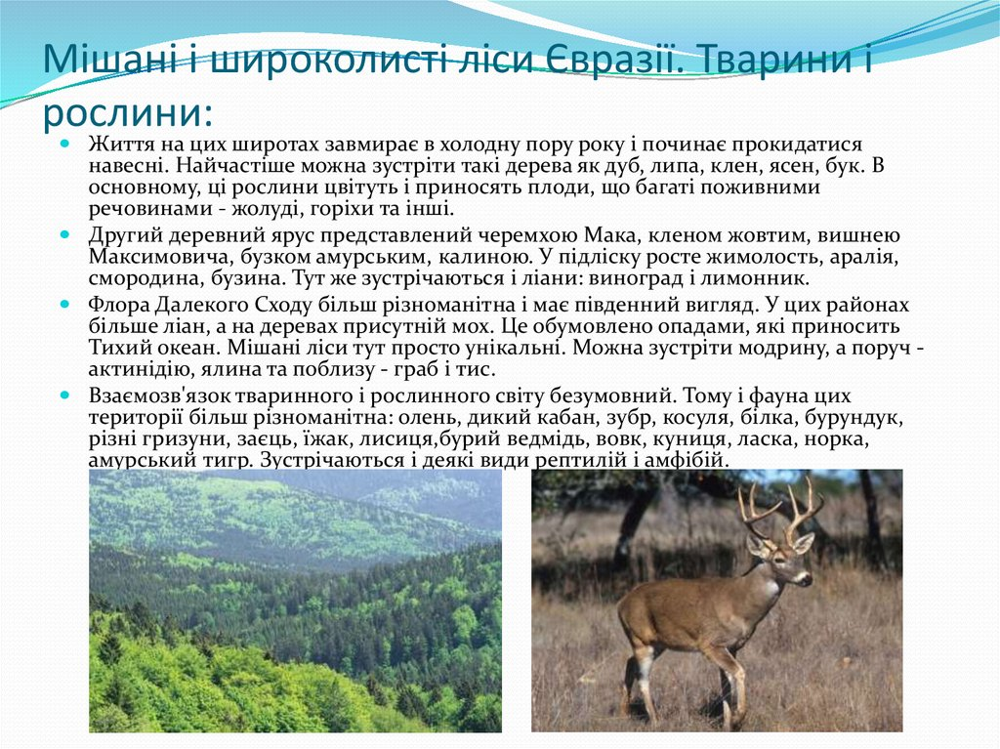 Мішані і широколисті ліси Євразії. Тварини і
рослини:
Життя на цих широтах завмирає в холодну пору року і починає прокидатися
навесні. Найчастіше можна зустріти такі дерева як дуб, липа, клен, ясен, бук. В
основному, ці рослини цвітуть і приносять плоди, що багаті поживними
речовинами - жолуді, горіхи та інші.
Другий деревний ярус представлений черемхою Мака, кленом жовтим, вишнею
Максимовича, бузком амурським, калиною. У підліску росте жимолость, аралія,
смородина, бузина. Тут же зустрічаються і ліани: виноград і лимонник.
Флора Далекого Сходу більш різноманітна і має південний вигляд. У цих районах
більше ліан, а на деревах присутній мох. Це обумовлено опадами, які приносить
Тихий океан. Мішані ліси тут просто унікальні. Можна зустріти модрину, а поруч -
актинідію, ялина та поблизу - граб і тис.
Взаємозв'язок тваринного і рослинного світу безумовний. Тому і фауна цих
території більш різноманітна: олень, дикий кабан, зубр, косуля, білка, бурундук,
різні гризуни, заєць, їжак, лисиця,бурий ведмідь, вовк, куниця, ласка, норка,
амурський тигр. Зустрічаються і деякі види рептилій і амфібій.